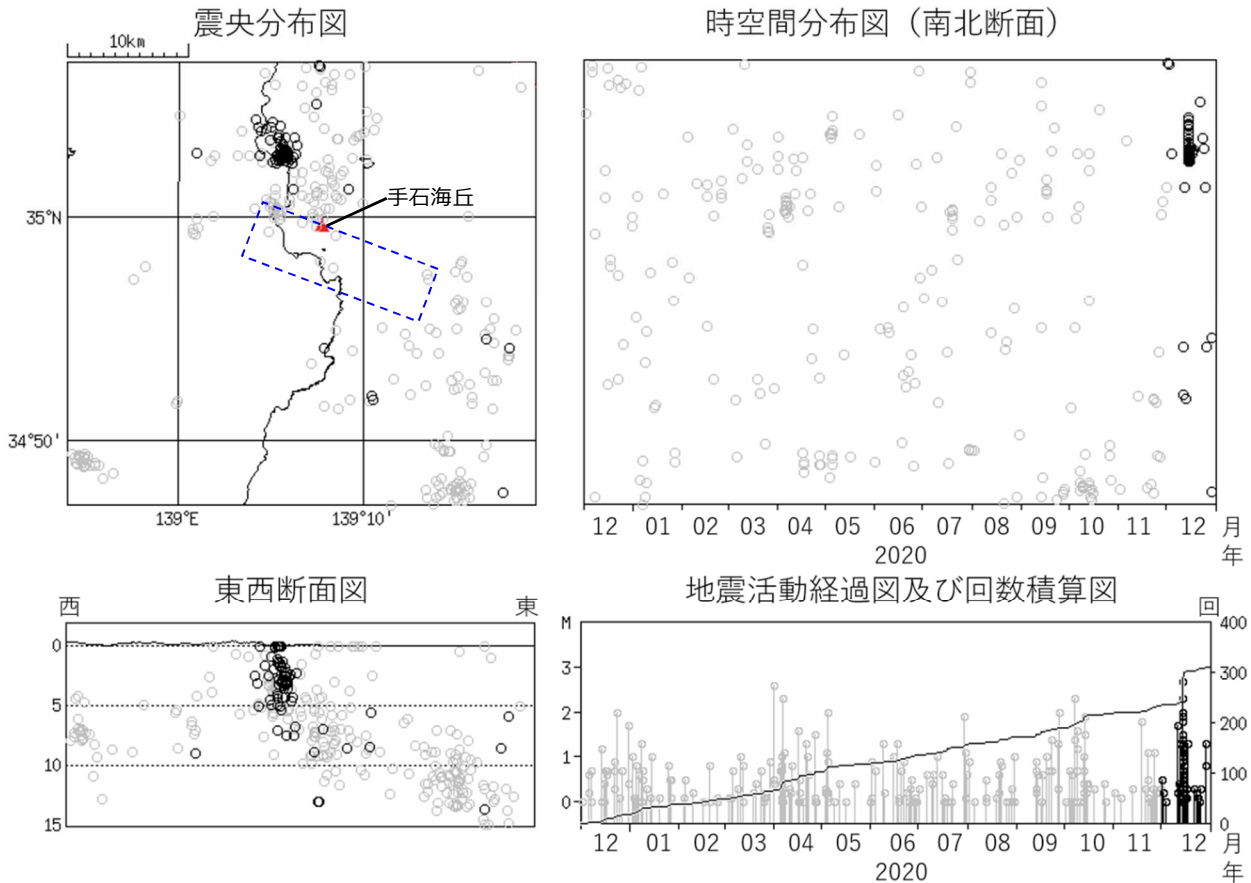 震央分布図
10km
手石海丘
35°N
34°50'
139°E
139°10'
時空間分布図（南北断面）
12 01 02 03 04 05 06 07 08 09 10 11 12 月
2020 年
東西断面図
西 東
0
5
10
15
地震活動経過図及び回数積算図
M 回
400
3 300
2 200
1 100
0
0
12 01 02 03 04 05 06 07 08 09 10 11 12 月
2020 年